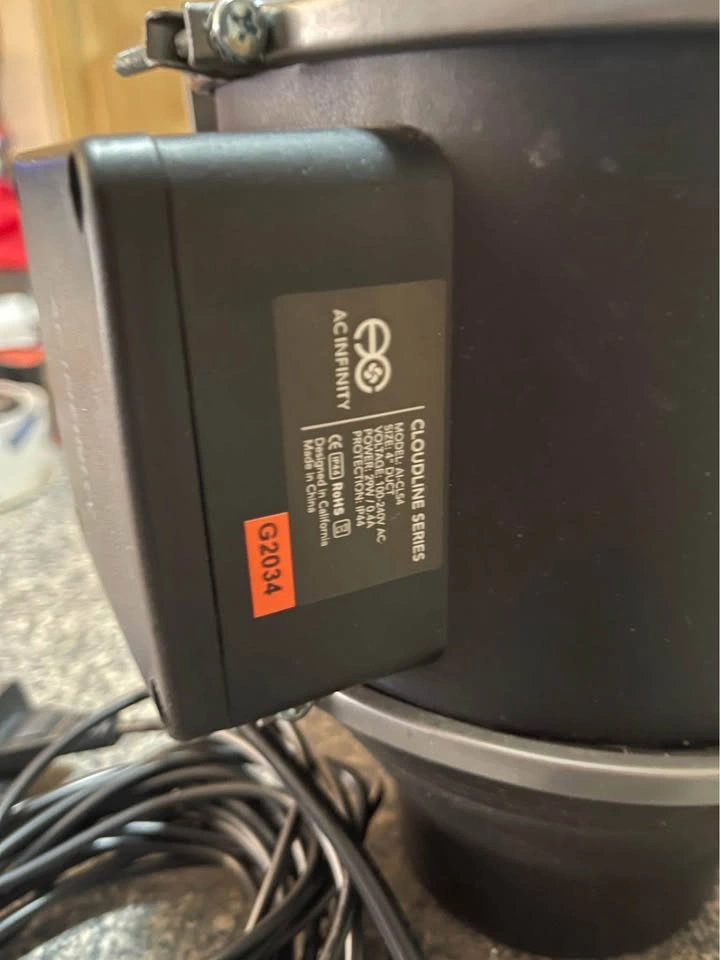 AC INFINITY
CLOUDLINE SERIES
MODEL: AI-CLS4
SIZE: 4" DUCT
VOLTAGE: 100-240V AC
POWER: 29W / 0.4A
PROTECTION: IP44
CE IP44 RoHS
Designed in California
Made in China
G2034